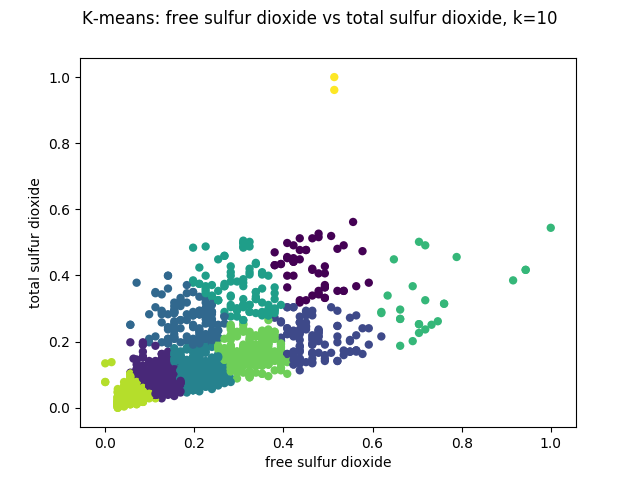 K-means: free sulfur dioxide vs total sulfur dioxide, k=10
1.0
0.8
0.6
0.4
0.2
0.0
total sulfur dioxide
0.0 0.2 0.4 0.6 0.8 1.0
free sulfur dioxide